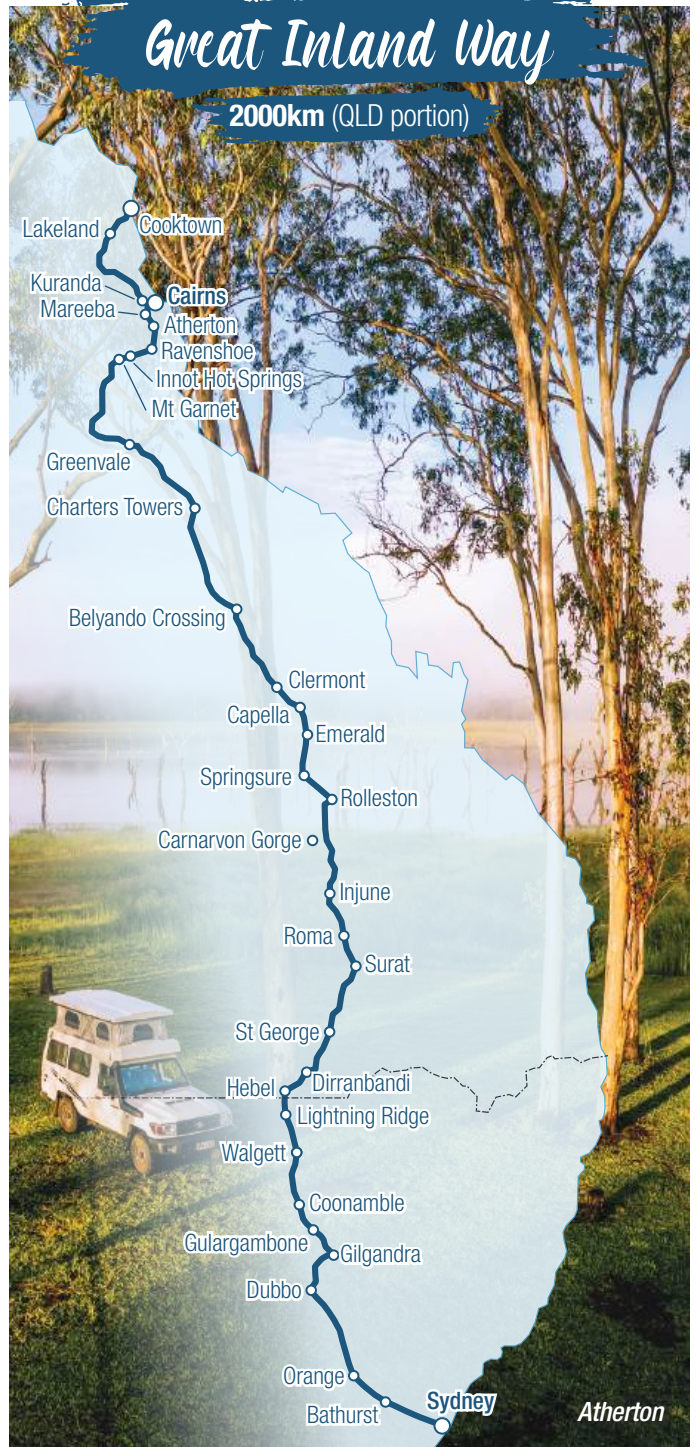 Great Inland Way
2000km (QLD portion)
Cooktown
Lakeland
Kuranda
Cairns
Mareeba
Atherton
Ravenshoe
Innot Hot Springs
Mt Garnet
Greenvale
Charters Towers
Belyando Crossing
Clermont
Capella
Emerald
Springsure
Rolleston
Carnarvon Gorge
Injune
Roma
Surat
St George
Dirranbandi
Hebel
Lightning Ridge
Walgett
Coonamble
Gulargambone
Gilgandra
Dubbo
Orange
Sydney
Bathurst
Atherton